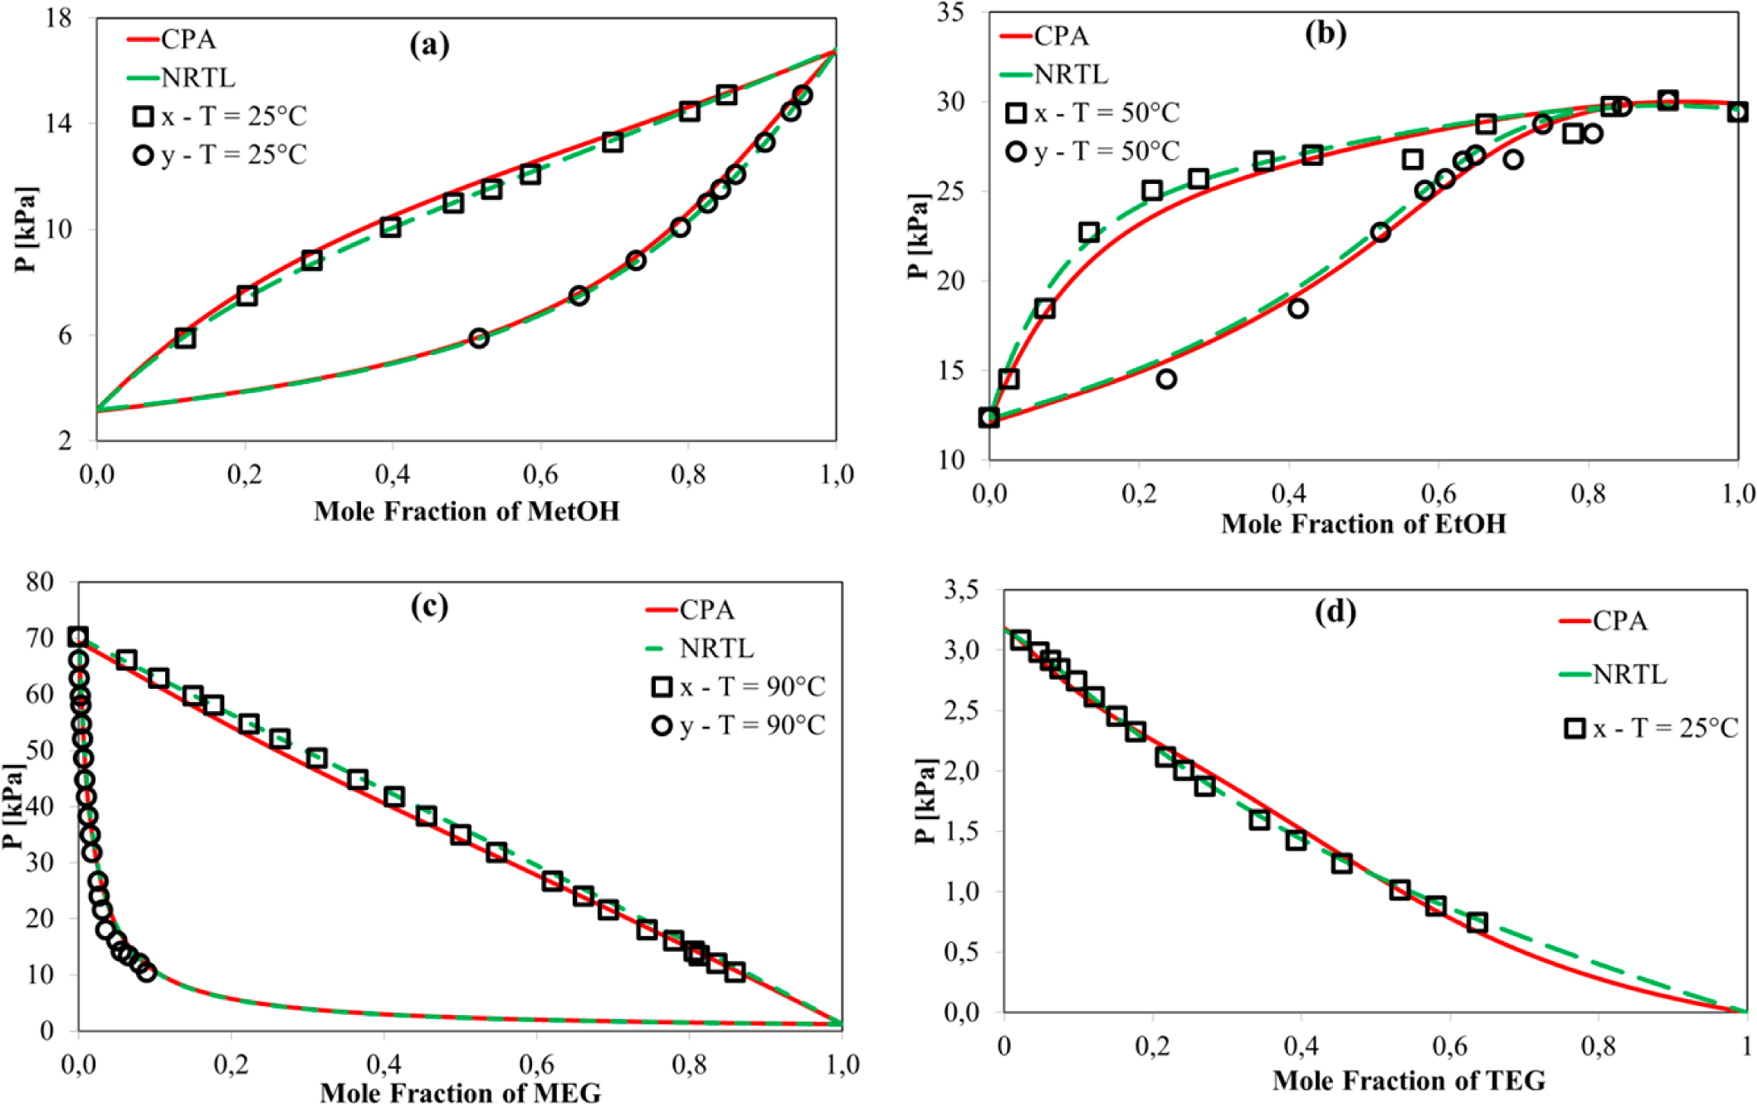 (a)
CPA
NRTL
x - T = 25°C
y - T = 25°C
18
14
10
6
2
P [kPa]
0,0 0,2 0,4 0,6 0,8 1,0
Mole Fraction of MetOH
(b)
CPA
NRTL
x - T = 50°C
y - T = 50°C
35
30
25
20
15
10
P [kPa]
0,0 0,2 0,4 0,6 0,8 1,0
Mole Fraction of EtOH
(c)
CPA
NRTL
x - T = 90°C
y - T = 90°C
80
70
60
50
40
30
20
10
0
P [kPa]
0,0 0,2 0,4 0,6 0,8 1,0
Mole Fraction of MEG
(d)
CPA
NRTL
x - T = 25°C
3,5
3,0
2,5
2,0
1,5
1,0
0,5
0,0
P [kPa]
0 0,2 0,4 0,6 0,8 1
Mole Fraction of TEG